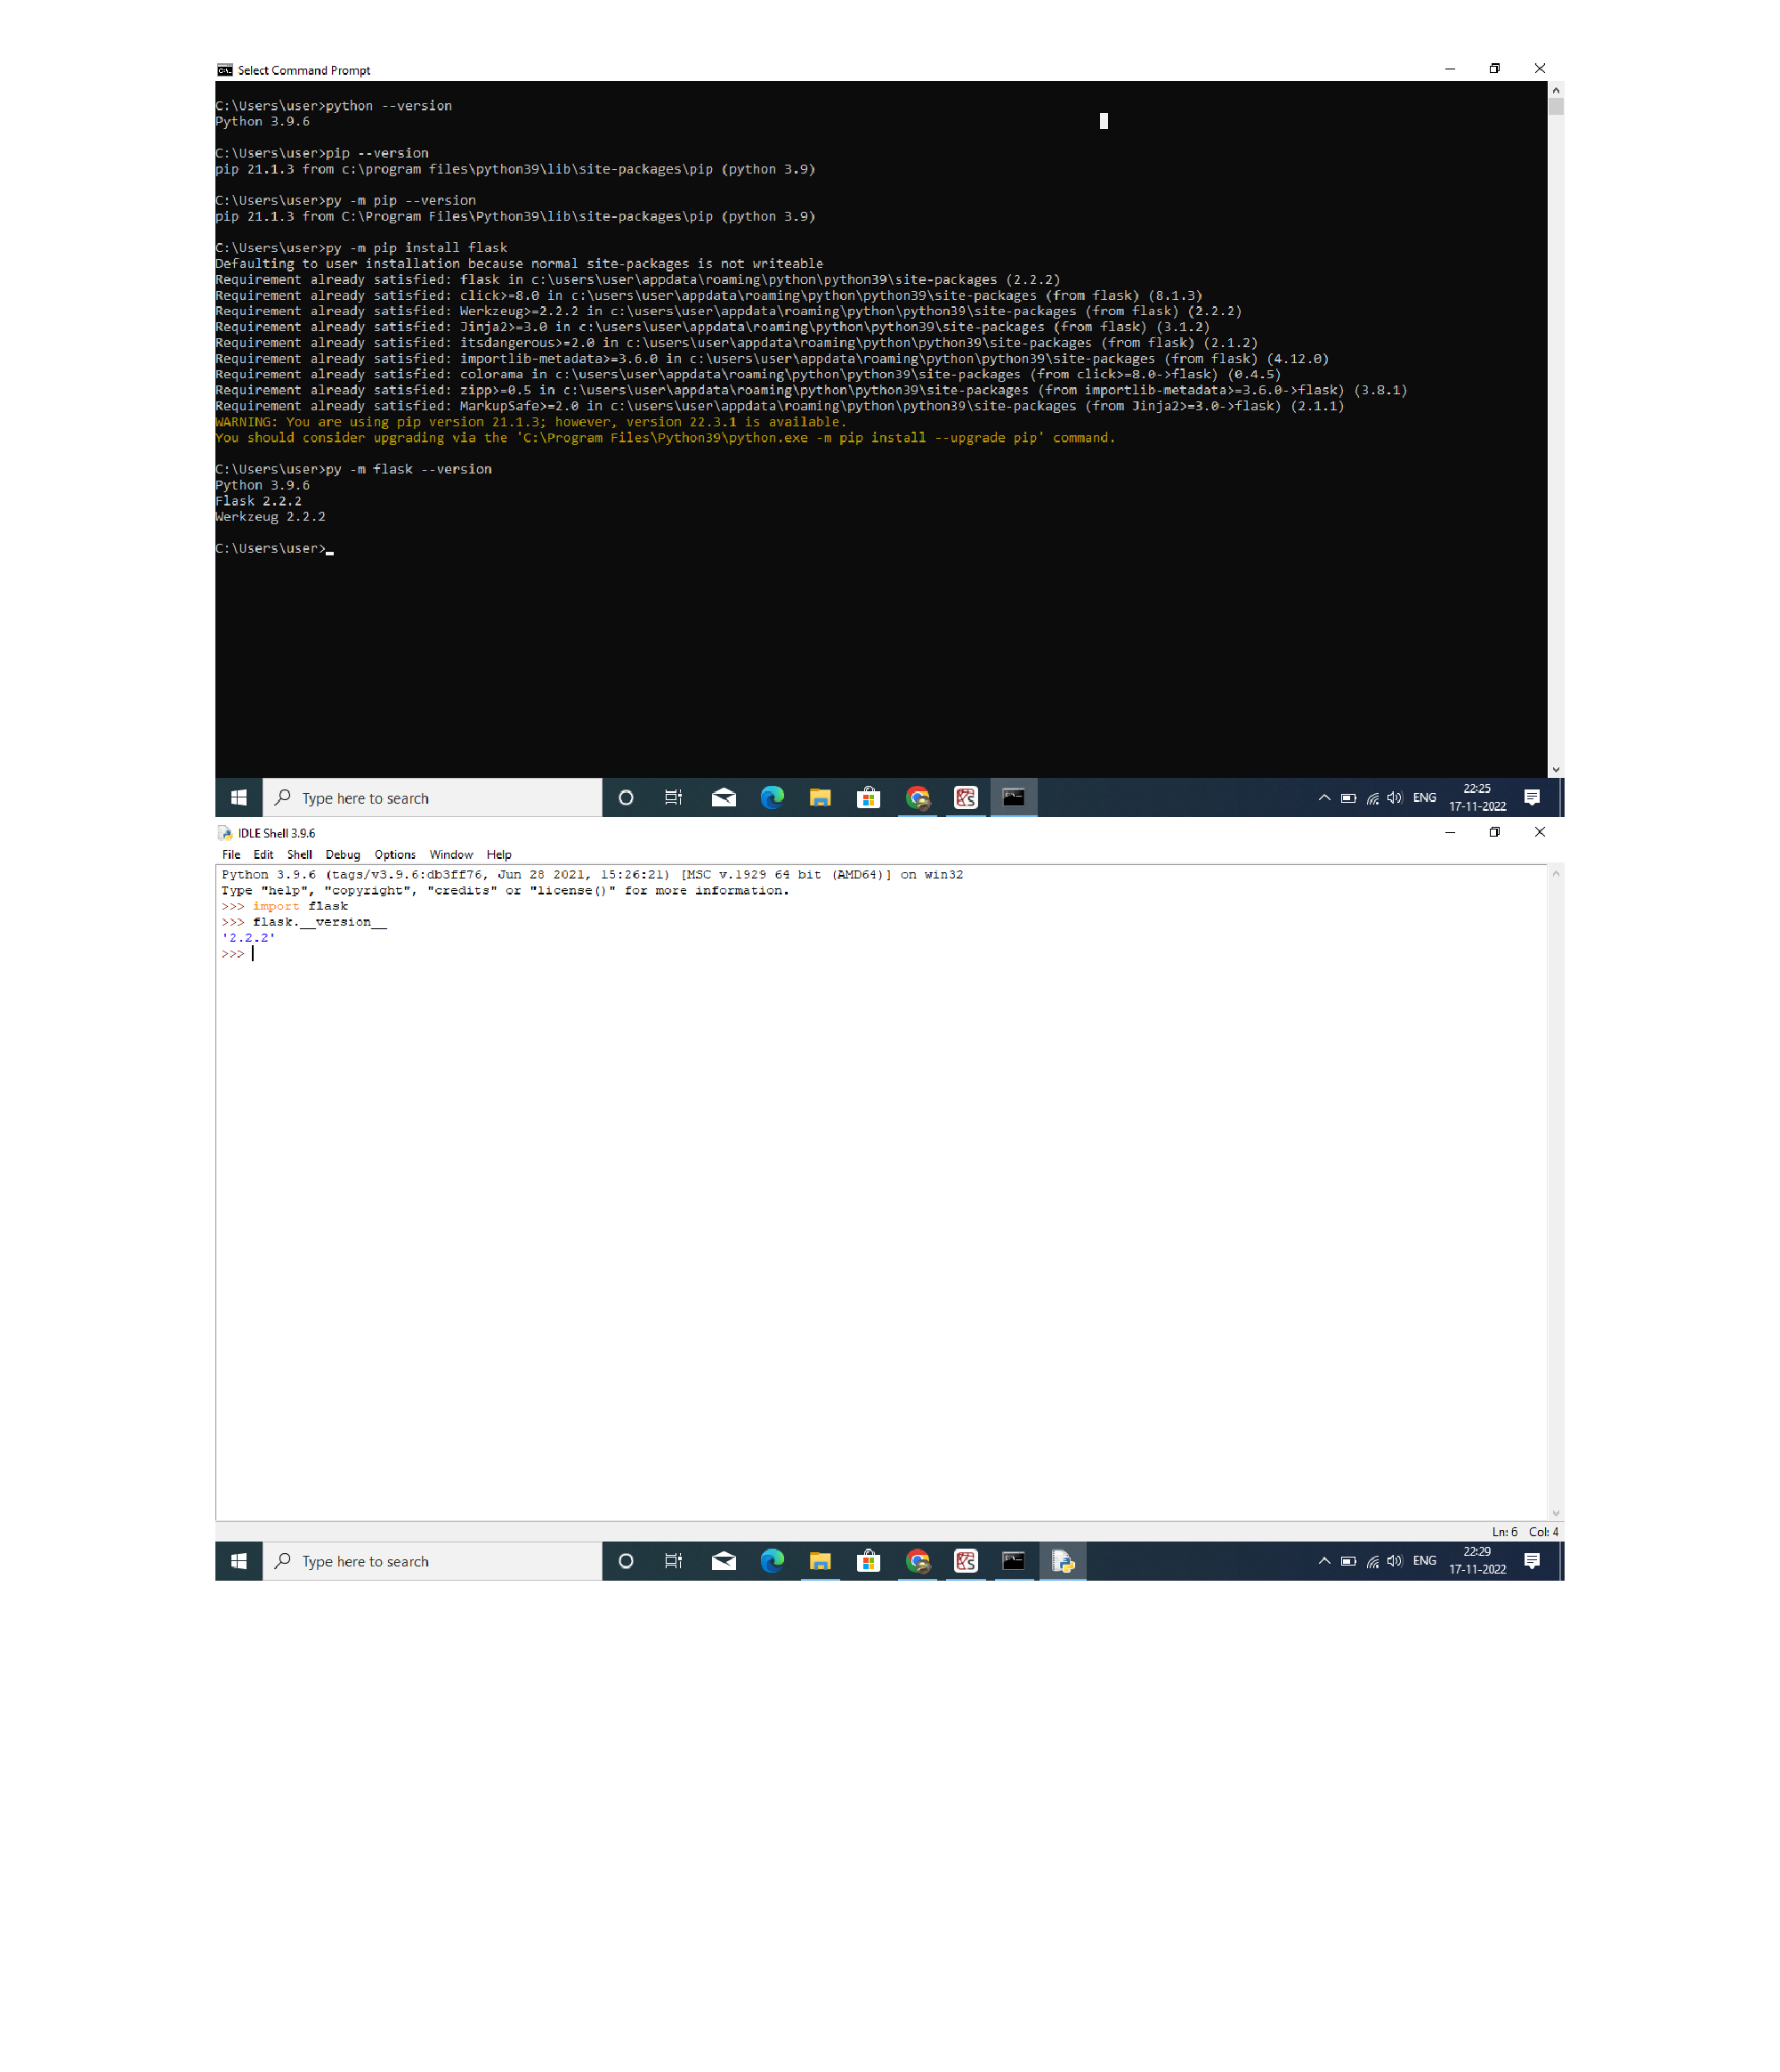 Select Command Prompt
C:\Users\user>python --version
Python 3.9.6
C:\Users\user>pip --version
pip 21.1.3 from c:\program files\python39\lib\site-packages\pip (python 3.9)
C:\Users\user>py -m pip --version
pip 21.1.3 from C:\Program Files\Python39\lib\site-packages\pip (python 3.9)
C:\Users\user>py -m pip install flask
Defaulting to user installation because normal site-packages is not writeable
Requirement already satisfied: flask in c:\users\user\appdata\roaming\python\python39\site-packages (2.2.2)
Requirement already satisfied: click>=8.0 in c:\users\user\appdata\roaming\python\python39\site-packages (from flask) (8.1.3)
Requirement already satisfied: Werkzeug>=2.2.2 in c:\users\user\appdata\roaming\python\python39\site-packages (from flask) (2.2.2)
Requirement already satisfied: Jinja2>=3.0 in c:\users\user\appdata\roaming\python\python39\site-packages (from flask) (3.1.2)
Requirement already satisfied: itsdangerous>=2.0 in c:\users\user\appdata\roaming\python\python39\site-packages (from flask) (2.1.2)
Requirement already satisfied: importlib-metadata>=3.6.0 in c:\users\user\appdata\roaming\python\python39\site-packages (from flask) (4.12.0)
Requirement already satisfied: colorama in c:\users\user\appdata\roaming\python\python39\site-packages (from click>=8.0->flask) (0.4.5)
Requirement already satisfied: zipp>=0.5 in c:\users\user\appdata\roaming\python\python39\site-packages (from importlib-metadata>=3.6.0->flask) (3.8.1)
Requirement already satisfied: MarkupSafe>=2.0 in c:\users\user\appdata\roaming\python\python39\site-packages (from Jinja2>=3.0->flask) (2.1.1)
WARNING: You are using pip version 21.1.3; however, version 22.3.1 is available.
You should consider upgrading via the 'C:\Program Files\Python39\python.exe -m pip install --upgrade pip' command.
C:\Users\user>py -m flask --version
Python 3.9.6
Flask 2.2.2
Werkzeug 2.2.2
C:\Users\user>
Type here to search
ENG
22:25
17-11-2022
IDLE Shell 3.9.6
File Edit Shell Debug Options Window Help
Python 3.9.6 (tags/v3.9.6:db3ff76, Jun 28 2021, 15:26:21) [MSC v.1929 64 bit (AMD64)] on win32
Type "help", "copyright", "credits" or "license()" for more information.
>>> import flask
>>> flask.__version__
'2.2.2'
>>>
Ln: 6 Col: 4
Type here to search
ENG
22:29
17-11-2022